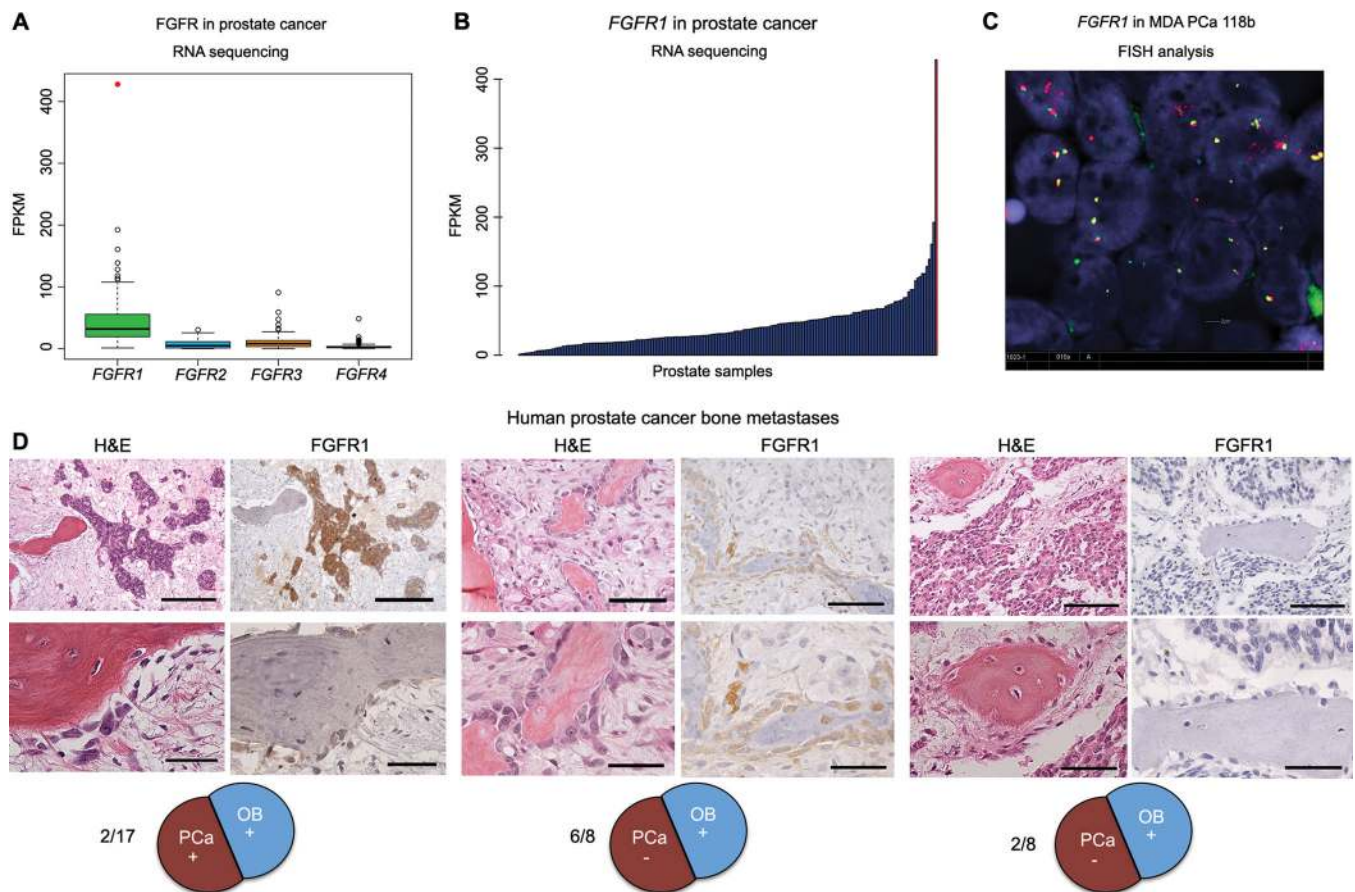 A
FGFR in prostate cancer
RNA sequencing
FPKM
400
300
200
100
0
FGFR1
FGFR2
FGFR3
FGFR4
B
FGFR1 in prostate cancer
RNA sequencing
FPKM
400
300
200
100
0
Prostate samples
C
FGFR1 in MDA PCa 118b
FISH analysis
A
Human prostate cancer bone metastases
D
H&E
FGFR1
H&E
FGFR1
H&E
FGFR1
2/17
PCa
+
OB
+
6/8
PCa
-
OB
+
2/8
PCa
-
OB
+